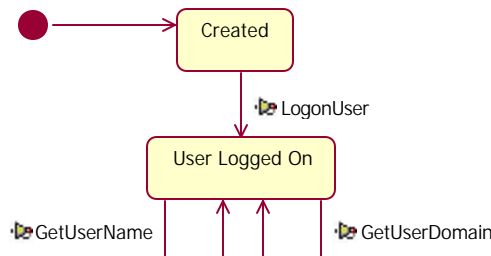 Created
LogonUser
User Logged On
GetUserName
GetUserDomain